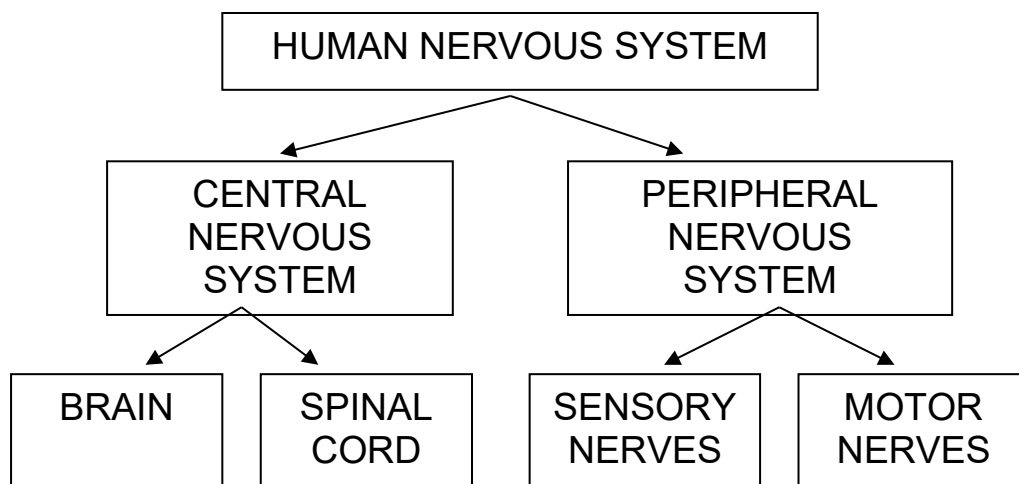 HUMAN NERVOUS SYSTEM
CENTRAL
NERVOUS
SYSTEM
PERIPHERAL
NERVOUS
SYSTEM
BRAIN
SPINAL
CORD
SENSORY
NERVES
MOTOR
NERVES